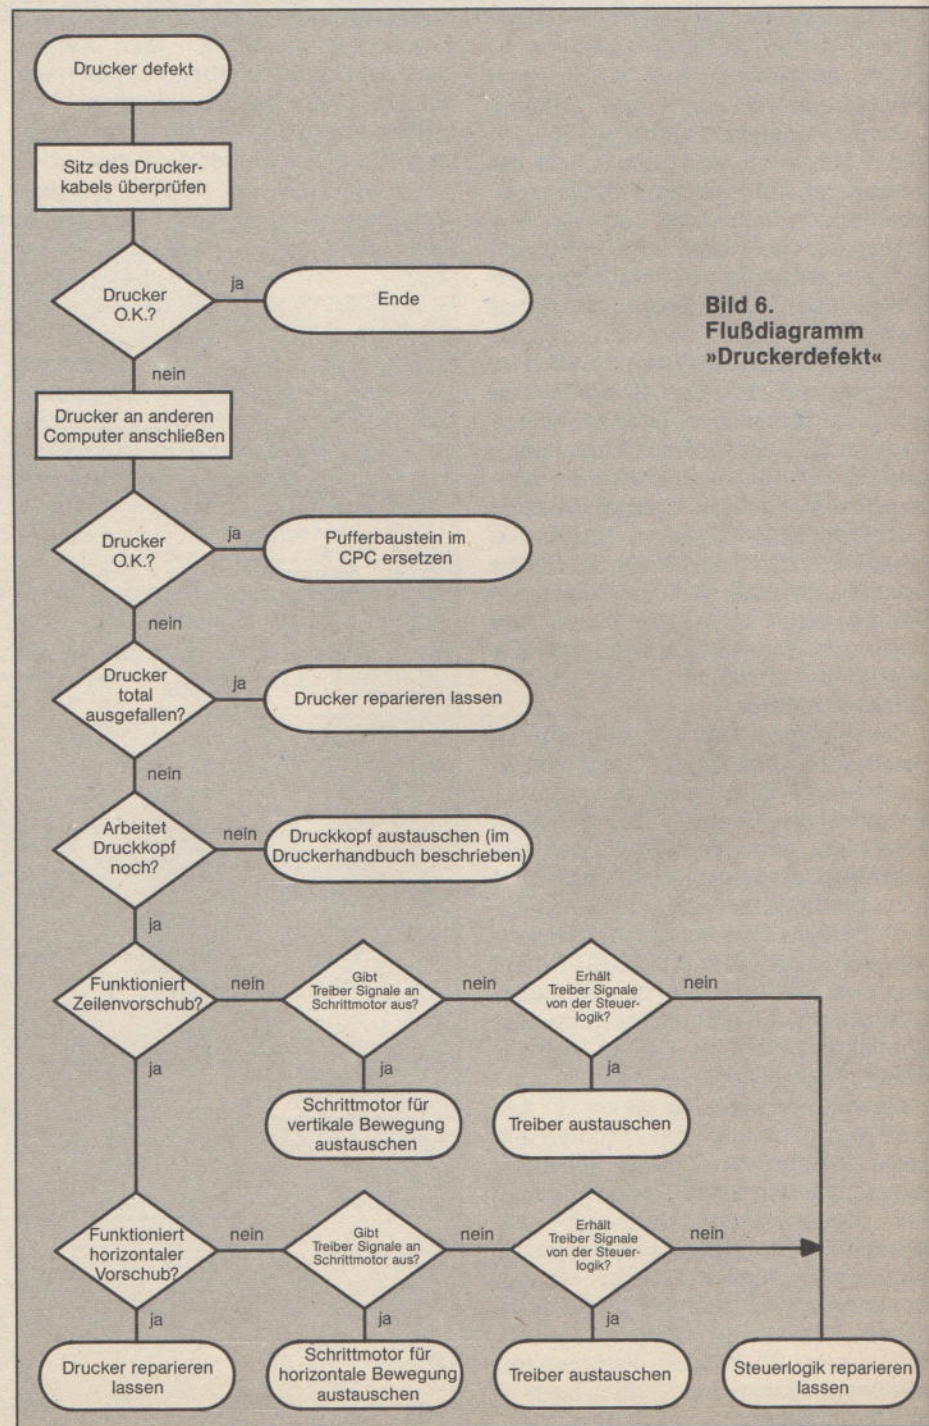 Drucker defekt
Sitz des Drucker-
kabels überprüfen
Drucker
O.K.?
ja
Ende
nein
Bild 6.
Flußdiagramm
»Druckerdefekt«
Drucker an anderen
Computer anschließen
Drucker
O.K.?
ja
Pufferbaustein im
CPC ersetzen
nein
Drucker
total
ausgefallen?
ja
Drucker reparieren lassen
nein
Arbeitet
Druckkopf
noch?
nein
Druckkopf austauschen (im
Druckerhandbuch beschrieben)
ja
Funktioniert
Zeilenvorschub?
nein
Gibt
Treiber Signale an
Schrittmotor aus?
nein
Erhält
Treiber Signale
von der Steuer-
logik?
nein
ja
ja
ja
Schrittmotor für
vertikale Bewegung
austauschen
Treiber austauschen
Funktioniert
horizontaler
Vorschub?
nein
Gibt
Treiber Signale an
Schrittmotor aus?
nein
Erhält
Treiber Signale
von der Steuer-
logik?
nein
ja
ja
ja
Drucker reparieren
lassen
Schrittmotor für
horizontale Bewegung
austauschen
Treiber austauschen
Steuerlogik reparieren
lassen